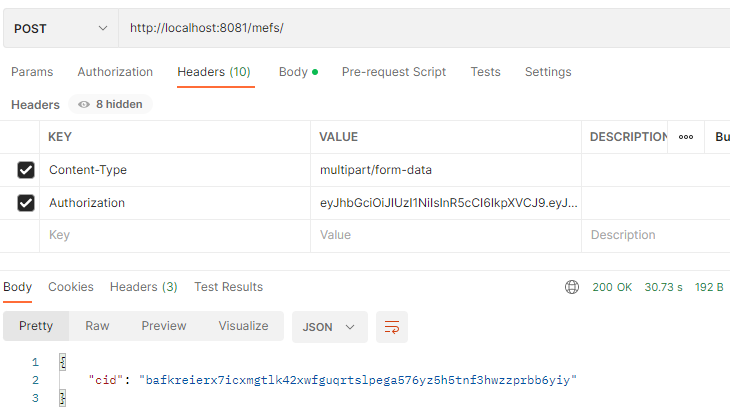 POST http://localhost:8081/mefs/
Params Authorization Headers (10) Body Pre-request Script Tests Settings
Headers 8 hidden
KEY VALUE DESCRIPTION Bu
Content-Type multipart/form-data
Authorization eyJhbGciOiJIUzI1NiIsInR5cCI6IkpXVCJ9.eyJ...
Key Value Description
Body Cookies Headers (3) Test Results 200 OK 30.73 s 192 B
Pretty Raw Preview Visualize JSON
1 {
2 "cid": "bafkreierx7icxmgtlk42xwfguqrtslpega576yz5h5tnf3hwzzprbb6yiy"
3 }